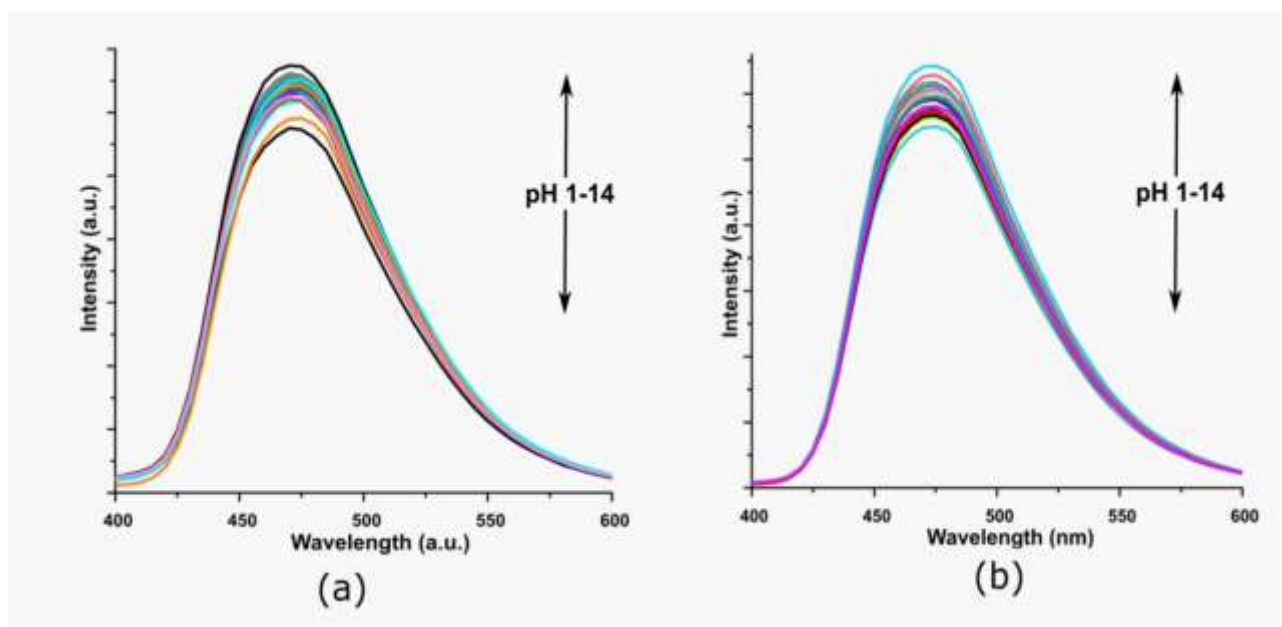 Intensity (a.u.)
pH 1-14
400 450 500 550 600
Wavelength (a.u.)
(a)
Intensity (a.u.)
pH 1-14
400 450 500 550 600
Wavelength (nm)
(b)